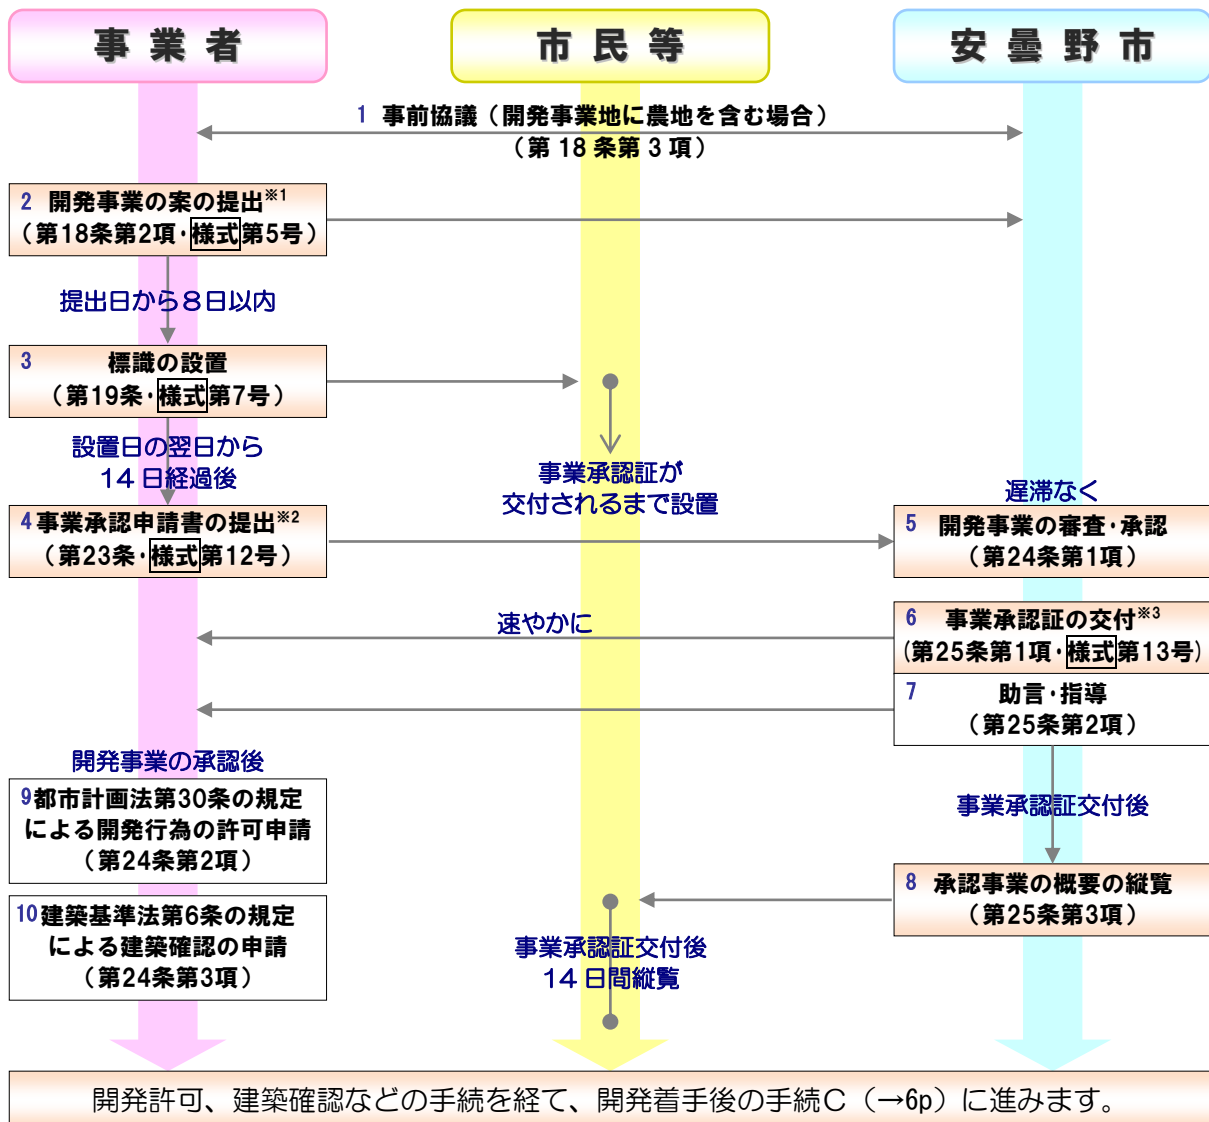 事業者
市民等
安曇野市
1 事前協議（開発事業地に農地を含む場合）
（第18条第3項）
2 開発事業の案の提出※1
（第18条第2項・様式第5号）
提出日から８日以内
3 標識の設置
（第19条・様式第7号）
設置日の翌日から
14日経過後
事業承認証が
交付されるまで設置
4 事業承認申請書の提出※2
（第23条・様式第12号）
遅滞なく
5 開発事業の審査・承認
（第24条第1項）
速やかに
6 事業承認証の交付※3
（第25条第1項・様式第13号）
7 助言・指導
（第25条第2項）
開発事業の承認後
9 都市計画法第30条の規定
による開発行為の許可申請
（第24条第2項）
事業承認証交付後
8 承認事業の概要の縦覧
（第25条第3項）
10 建築基準法第6条の規定
による建築確認の申請
（第24条第3項）
事業承認証交付後
14日間縦覧
開発許可、建築確認などの手続を経て、開発着手後の手続Ｃ（→6p）に進みます。